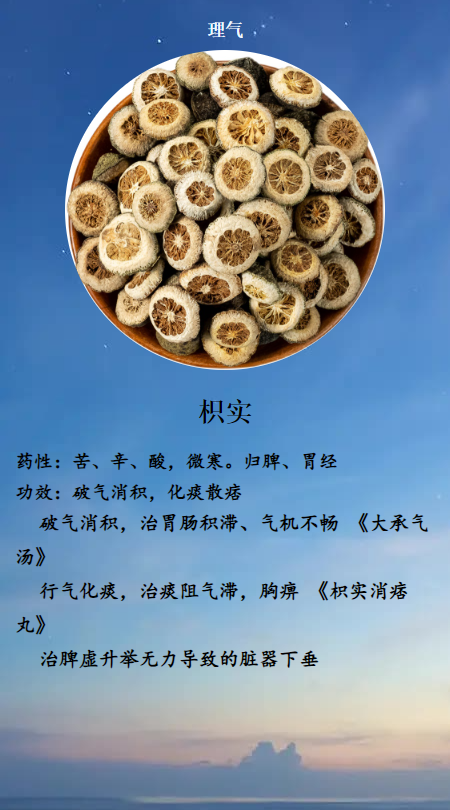 理气
枳实
药性：苦、辛、酸，微寒。归脾、胃经
功效：破气消积，化痰散痞
破气消积，治胃肠积滞、气机不畅 《大承气
汤》
行气化痰，治痰阻气滞，胸痹 《枳实消痞
丸》
治脾虚升举无力导致的脏器下垂